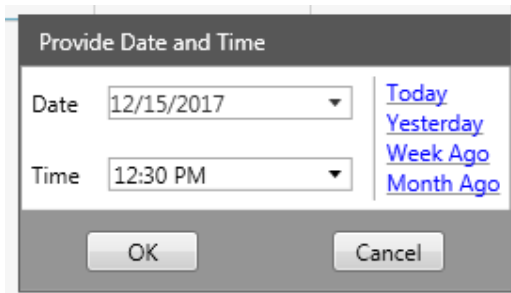 Provide Date and Time
Date 12/15/2017
Time 12:30 PM
Today
Yesterday
Week Ago
Month Ago
OK Cancel